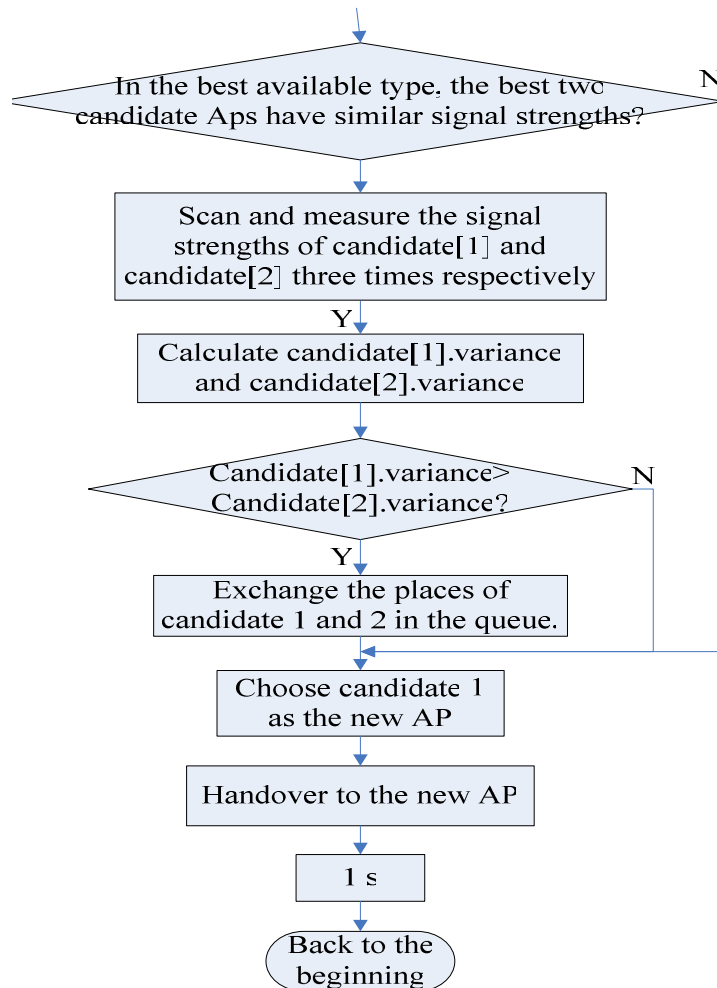 In the best available type, the best two
N
candidate Aps have similar signal strengths?
Scan and measure the signal
strengths of candidate[1] and
candidate[2] three times respectively
Y
Calculate candidate[1].variance
and candidate[2].variance
Candidate[1].variance>
N
Candidate[2].variance?
Y
Exchange the places of
candidate 1 and 2 in the queue.
Choose candidate 1
as the new AP
Handover to the new AP
1 s
Back to the
beginning